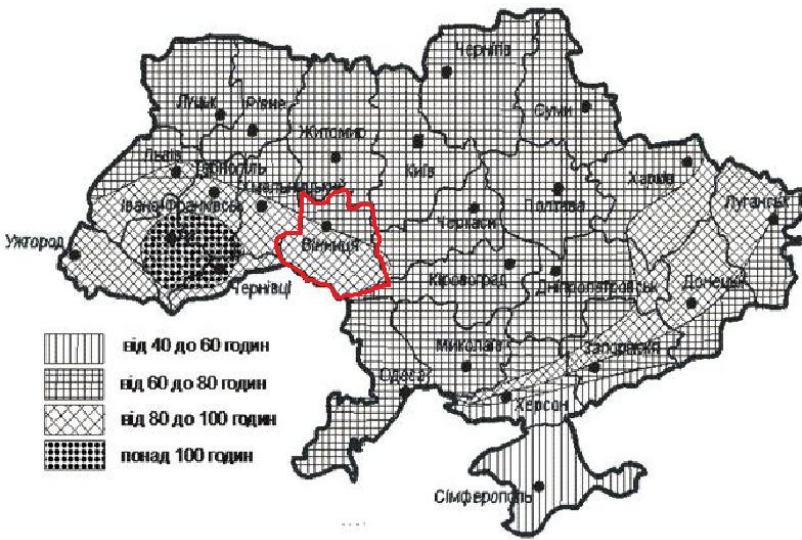 Чернігів
Луцьк
Рівне
Житомир
Суми
Київ
Львів
Тернопіль
Хмельницький
Харків
Івано-Франківськ
Вінниця
Черкаси
Полтава
Луганськ
Ужгород
Чернівці
Кіровоград
Дніпропетровськ
Донецьк
Миколаїв
Запоріжжя
Одеса
Херсон
Сімферополь
від 40 до 60 годин
від 60 до 80 годин
від 80 до 100 годин
понад 100 годин